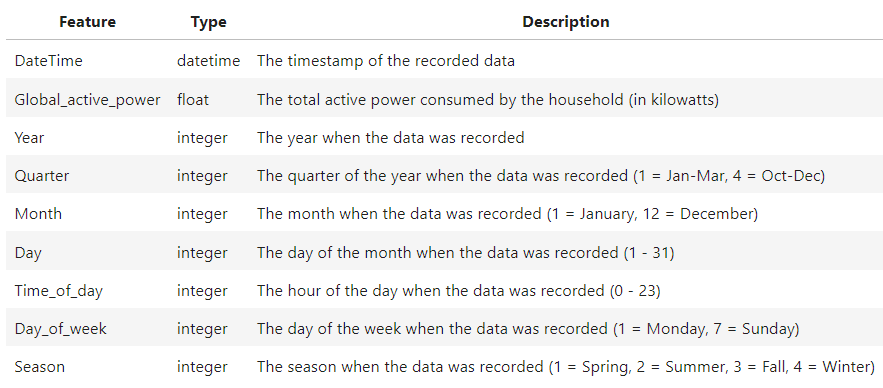 Feature Type Description
DateTime datetime The timestamp of the recorded data
Global_active_power float The total active power consumed by the household (in kilowatts)
Year integer The year when the data was recorded
Quarter integer The quarter of the year when the data was recorded (1 = Jan-Mar, 4 = Oct-Dec)
Month integer The month when the data was recorded (1 = January, 12 = December)
Day integer The day of the month when the data was recorded (1 - 31)
Time_of_day integer The hour of the day when the data was recorded (0 - 23)
Day_of_week integer The day of the week when the data was recorded (1 = Monday, 7 = Sunday)
Season integer The season when the data was recorded (1 = Spring, 2 = Summer, 3 = Fall, 4 = Winter)